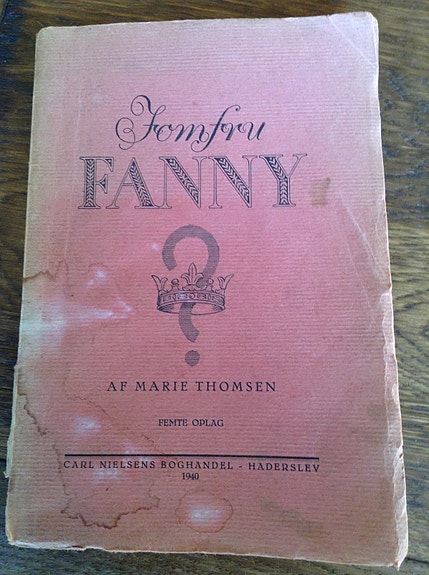 Jomfru
FANNY
?
AF MARIE THOMSEN
FEMTE OPLAG
CARL NIELSENS BOGHANDEL - HADERSLEV
1940